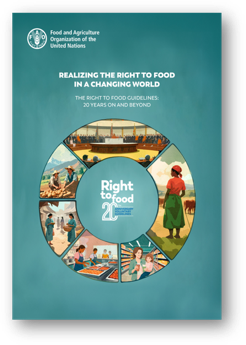 Food and Agriculture
Organization of the
United Nations
REALIZING THE RIGHT TO FOOD
IN A CHANGING WORLD
THE RIGHT TO FOOD GUIDELINES:
20 YEARS ON AND BEYOND
Right
to food
20